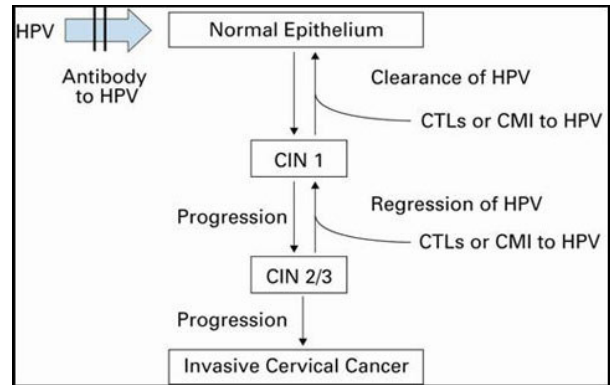 HPV
Normal Epithelium
Antibody
to HPV
Clearance of HPV
CTLs or CMI to HPV
CIN 1
Progression
Regression of HPV
CTLs or CMI to HPV
CIN 2/3
Progression
Invasive Cervical Cancer